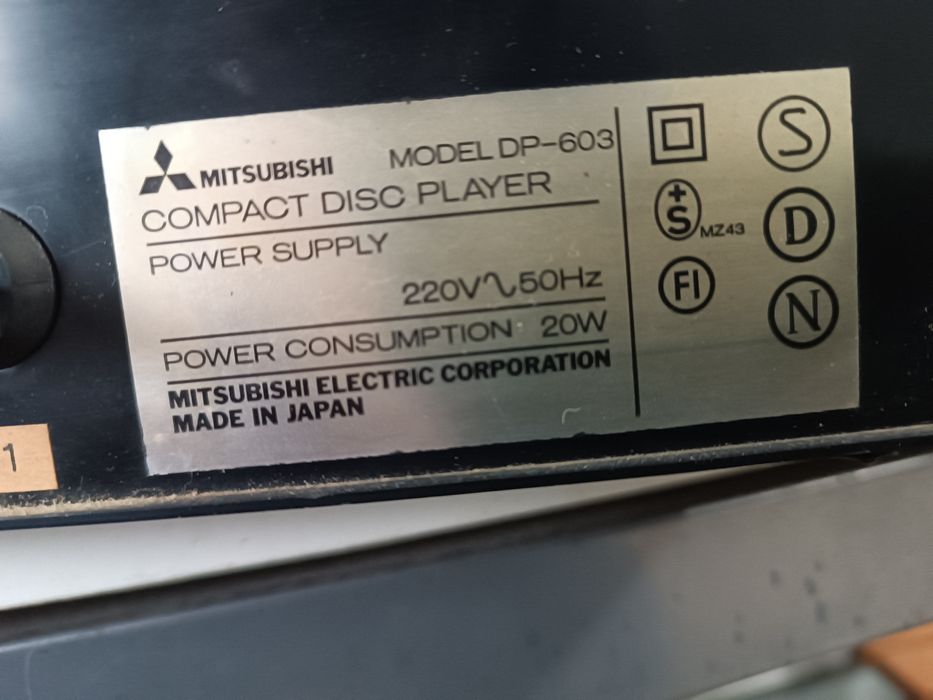 MITSUBISHI MODEL DP-603
COMPACT DISC PLAYER
POWER SUPPLY
220V∿50Hz
POWER CONSUMPTION 20W
MITSUBISHI ELECTRIC CORPORATION
MADE IN JAPAN
S
+S MZ43
D
FI
N
1